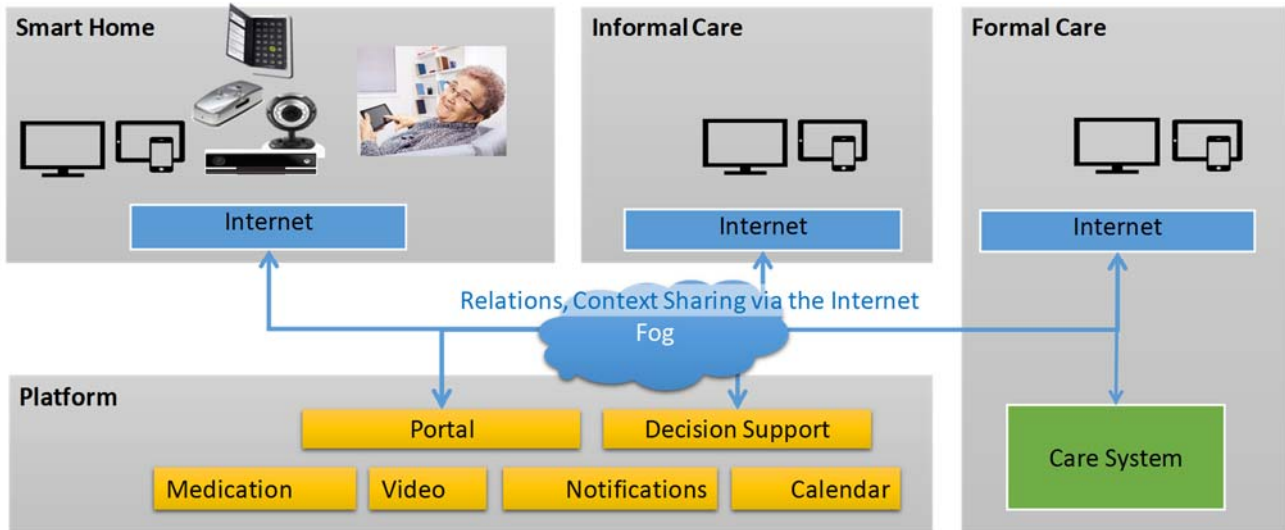 Smart Home
Informal Care
Formal Care
Internet
Internet
Internet
Relations, Context Sharing via the Internet
Fog
Platform
Portal
Decision Support
Medication
Video
Notifications
Calendar
Care System